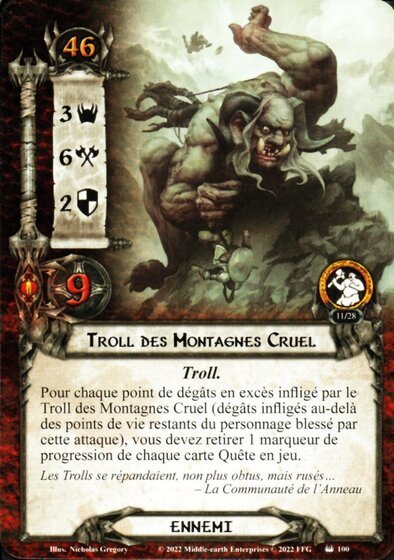 46
3
6
2
9
11/28
Troll des Montagnes Cruel
Troll.
Pour chaque point de dégâts en excès infligé par le
Troll des Montagnes Cruel (dégâts infligés au-delà
des points de vie restants du personnage blessé par
cette attaque), vous devez retirer 1 marqueur de
progression de chaque carte Quête en jeu.
Les Trolls se répandaient, non plus obtus, mais rusés…
– La Communauté de l'Anneau
ENNEMI
Illus. Nicholas Gregory © 2022 Middle-earth Enterprises © 2022 FFG 100